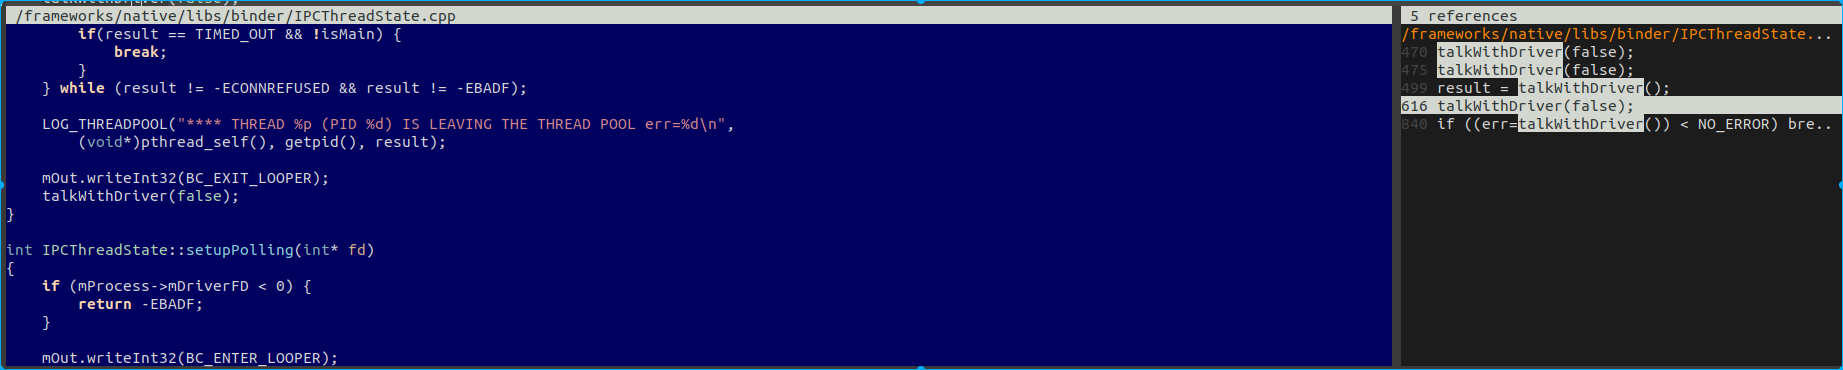 /frameworks/native/libs/binder/IPCThreadState.cpp
        if(result == TIMED_OUT && !isMain) {
            break;
        }
    } while (result != -ECONNREFUSED && result != -EBADF);

    LOG_THREADPOOL("**** THREAD %p (PID %d) IS LEAVING THE THREAD POOL err=%d\n",
        (void*)pthread_self(), getpid(), result);

    mOut.writeInt32(BC_EXIT_LOOPER);
    talkWithDriver(false);
}

int IPCThreadState::setupPolling(int* fd)
{
    if (mProcess->mDriverFD < 0) {
        return -EBADF;
    }

    mOut.writeInt32(BC_ENTER_LOOPER);
5 references
/frameworks/native/libs/binder/IPCThreadState...
470 talkWithDriver(false);
475 talkWithDriver(false);
499 result = talkWithDriver();
616 talkWithDriver(false);
840 if ((err=talkWithDriver()) < NO_ERROR) bre..